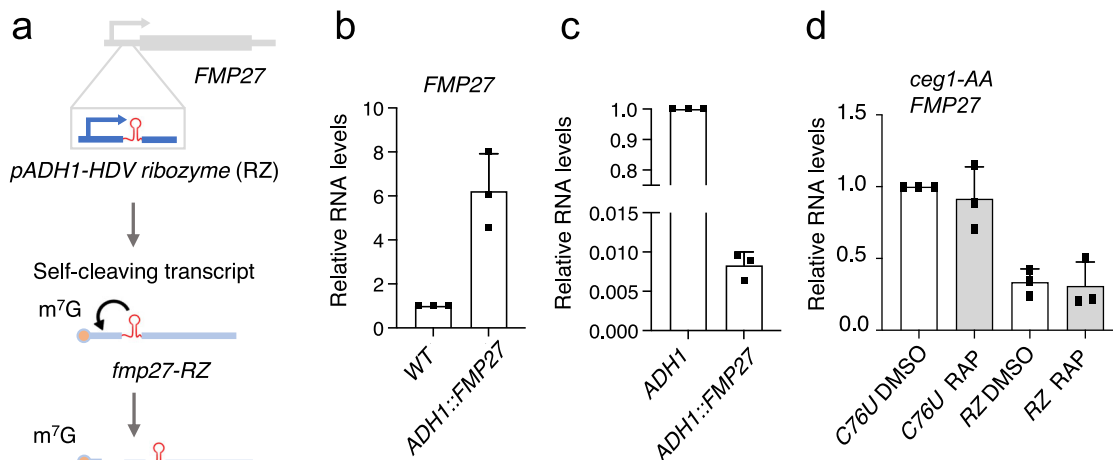 a
FMP27
pADH1-HDV ribozyme (RZ)
Self-cleaving transcript
m⁷G
fmp27-RZ
m⁷G
b
FMP27
Relative RNA levels
10
8
6
4
2
0
WT
ADH1::FMP27
c
Relative RNA levels
1.0
0.9
0.8
0.015
0.010
0.005
0.000
ADH1
ADH1::FMP27
d
ceg1-AA
FMP27
Relative RNA levels
1.5
1.0
0.5
0.0
C76U DMSO
C76U RAP
RZ DMSO
RZ RAP